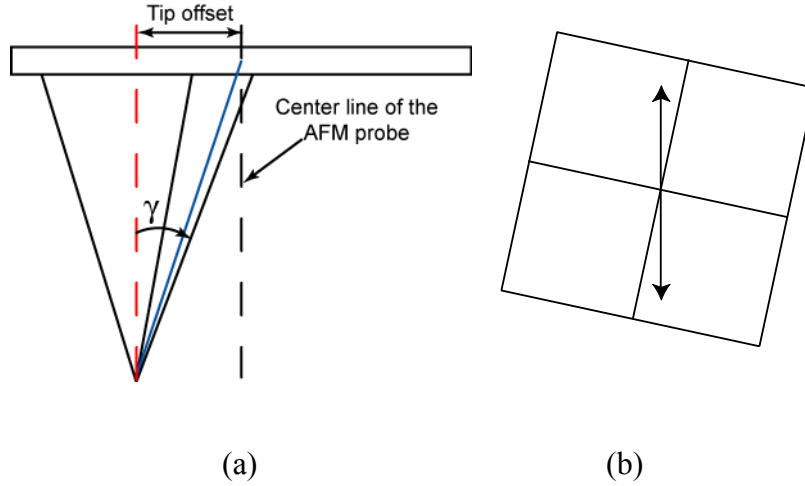 Tip offset
Center line of the
AFM probe
γ
(a)
(b)